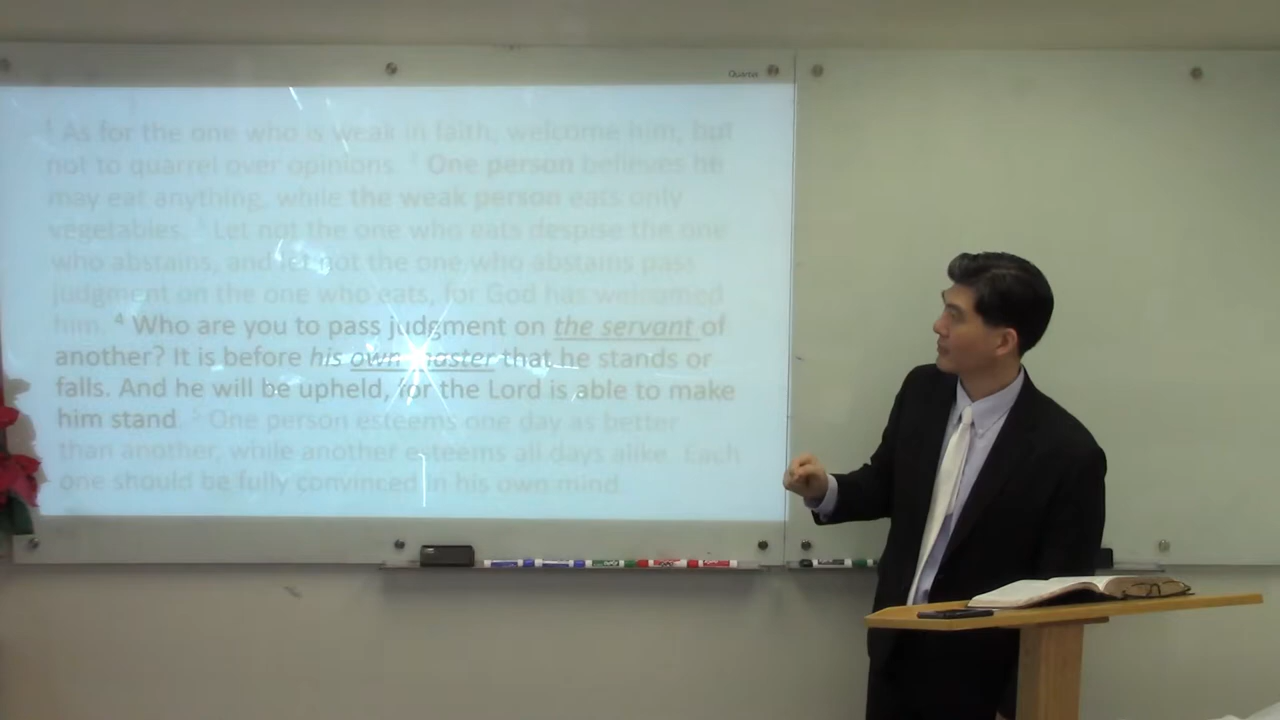 Quartet
1 As for the one who is weak in faith, welcome him, but
not to quarrel over opinions. 2 One person believes he
may eat anything, while the weak person eats only
vegetables. 3 Let not the one who eats despise the one
who abstains, and let not the one who abstains pass
judgment on the one who eats, for God has welcomed
him. 4 Who are you to pass judgment on the servant of
another? It is before his own master that he stands or
falls. And he will be upheld, for the Lord is able to make
him stand. 5 One person esteems one day as better
than another, while another esteems all days alike. Each
one should be fully convinced in his own mind.